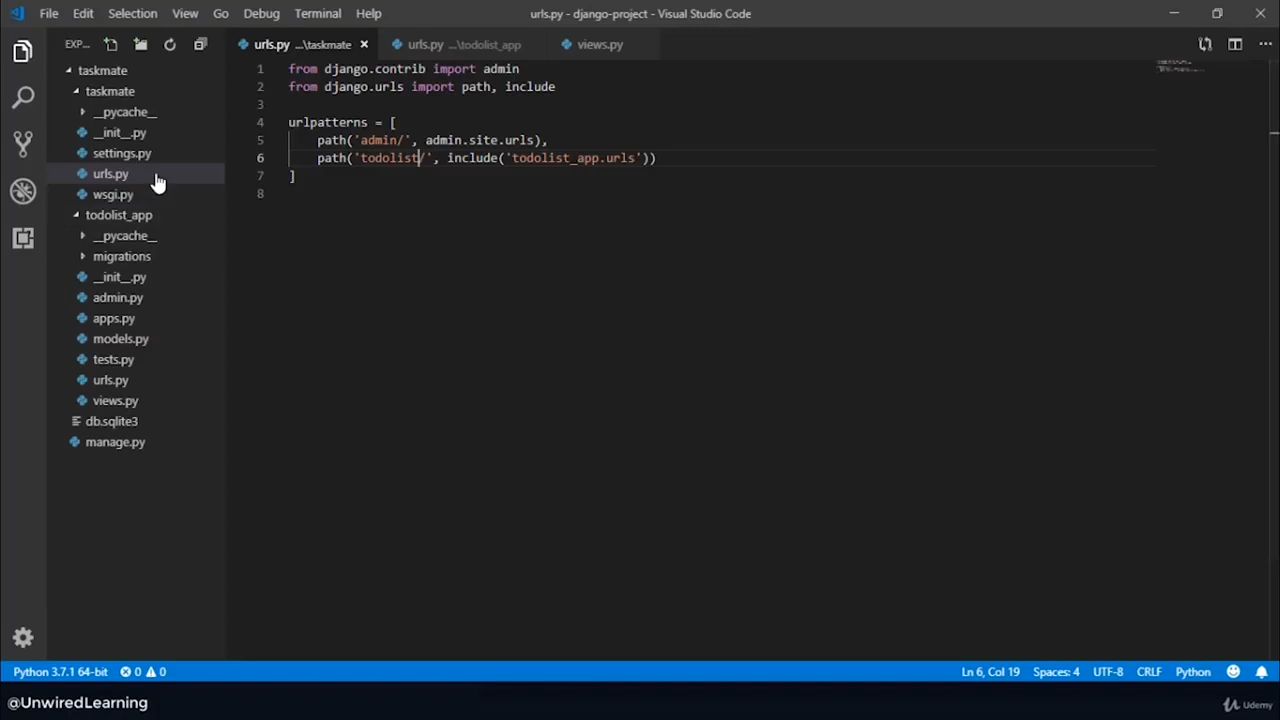 File Edit Selection View Go Debug Terminal Help
urls.py - django-project - Visual Studio Code
EXP...
urls.py ...\taskmate
urls.py ...\todolist_app
views.py
taskmate
taskmate
__pycache__
__init__.py
settings.py
urls.py
wsgi.py
todolist_app
__pycache__
migrations
__init__.py
admin.py
apps.py
models.py
tests.py
urls.py
views.py
db.sqlite3
manage.py
1 from django.contrib import admin
2 from django.urls import path, include
3
4 urlpatterns = [
5 path('admin/', admin.site.urls),
6 path('todolist/', include('todolist_app.urls'))
7 ]
8
Python 3.7.1 64-bit 0 0 Ln 6, Col 19 Spaces: 4 UTF-8 CRLF Python
@UnwiredLearning
Udemy